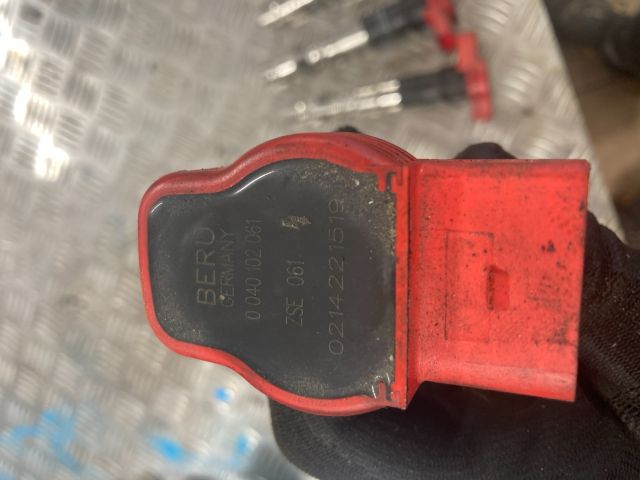 BERU
GERMANY
0 040 102 061
ZSE 061
0214221519